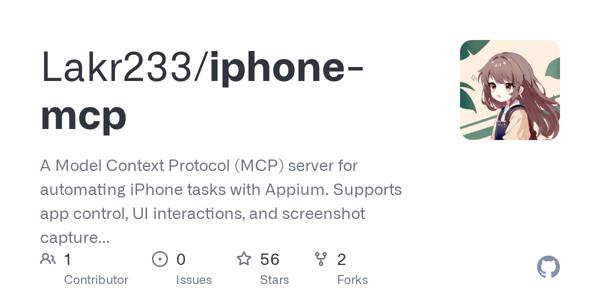 Lakr233/iphone-
mcp
A Model Context Protocol (MCP) server for
automating iPhone tasks with Appium. Supports
app control, UI interactions, and screenshot
capture...
1 0 56 2
Contributor Issues Stars Forks